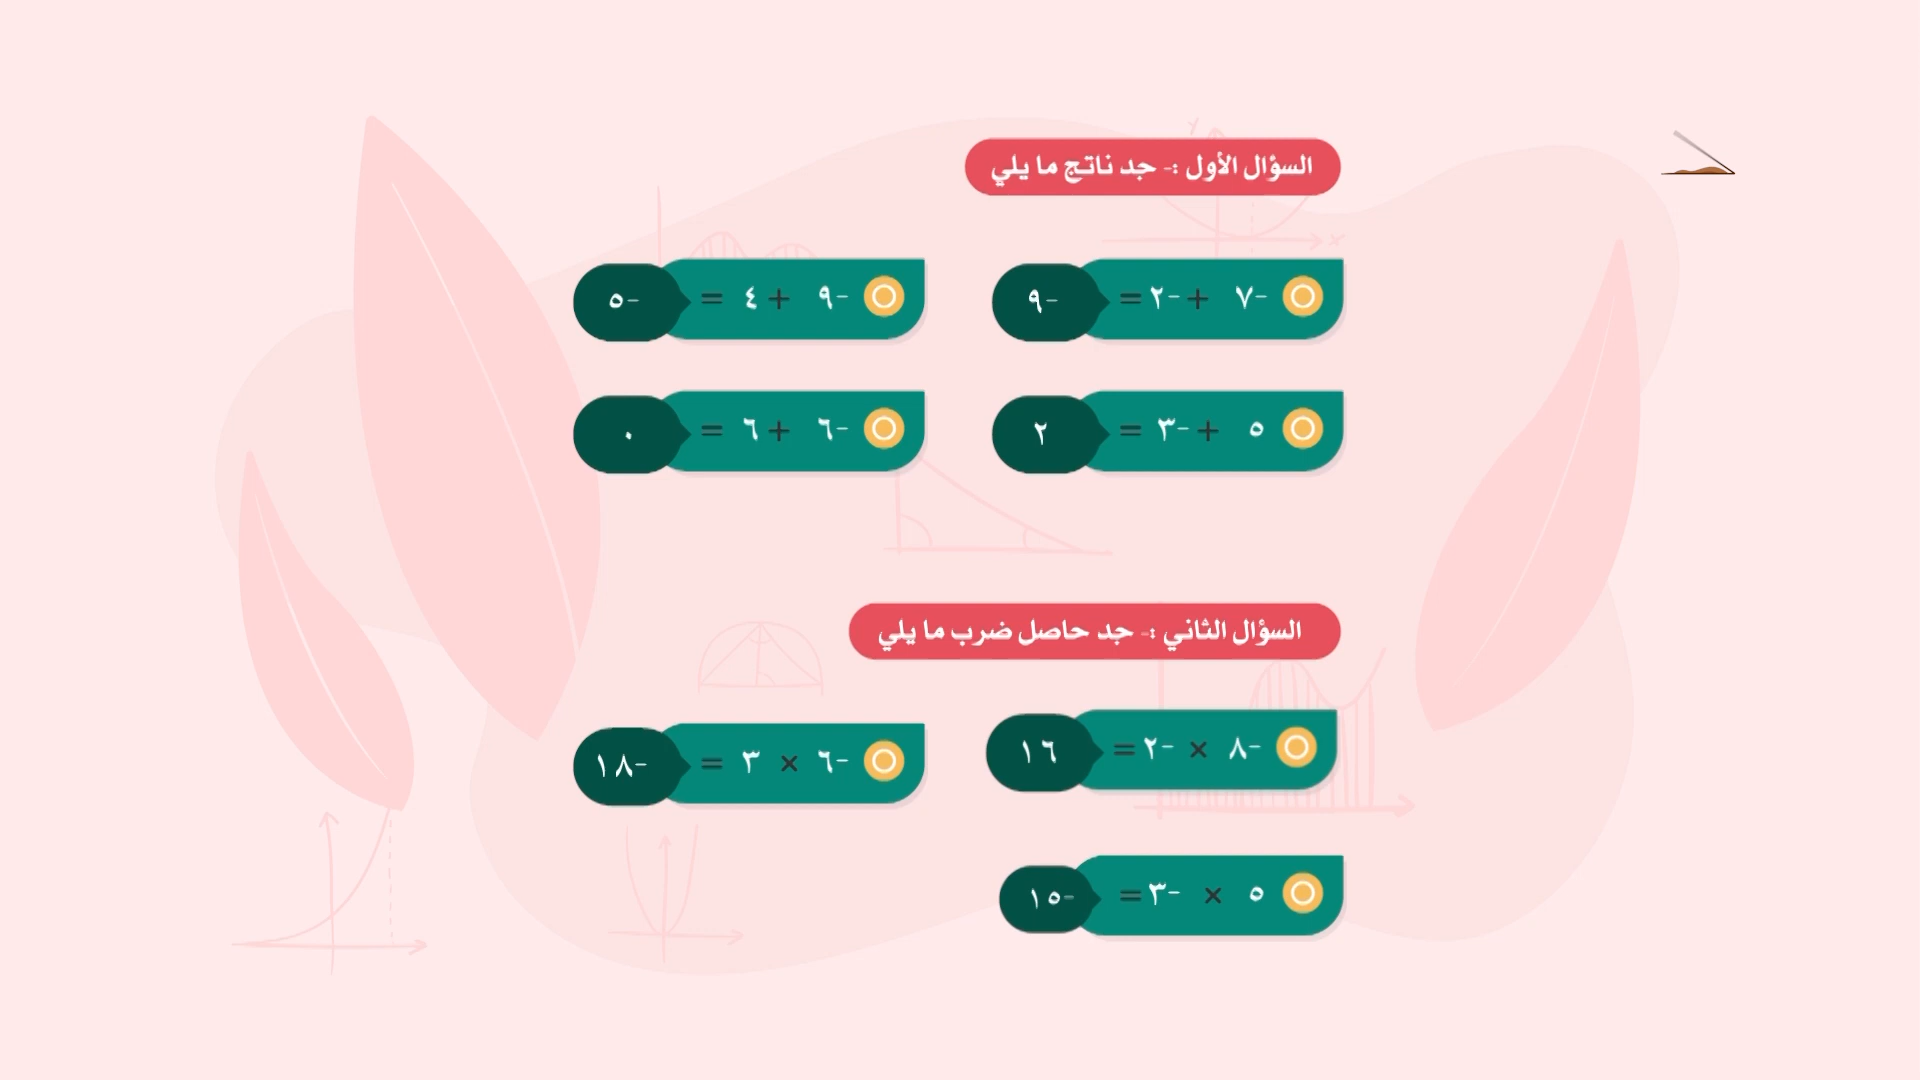 السؤال الأول :- جد ناتج ما يلي
-٧ + -٢ = -٩
-٩ + ٤ = -٥
٥ + -٣ = ٢
-٦ + ٦ = ٠
السؤال الثاني :- جد حاصل ضرب ما يلي
-٨ × -٢ = ١٦
-٦ × ٣ = -١٨
٥ × -٣ = -١٥